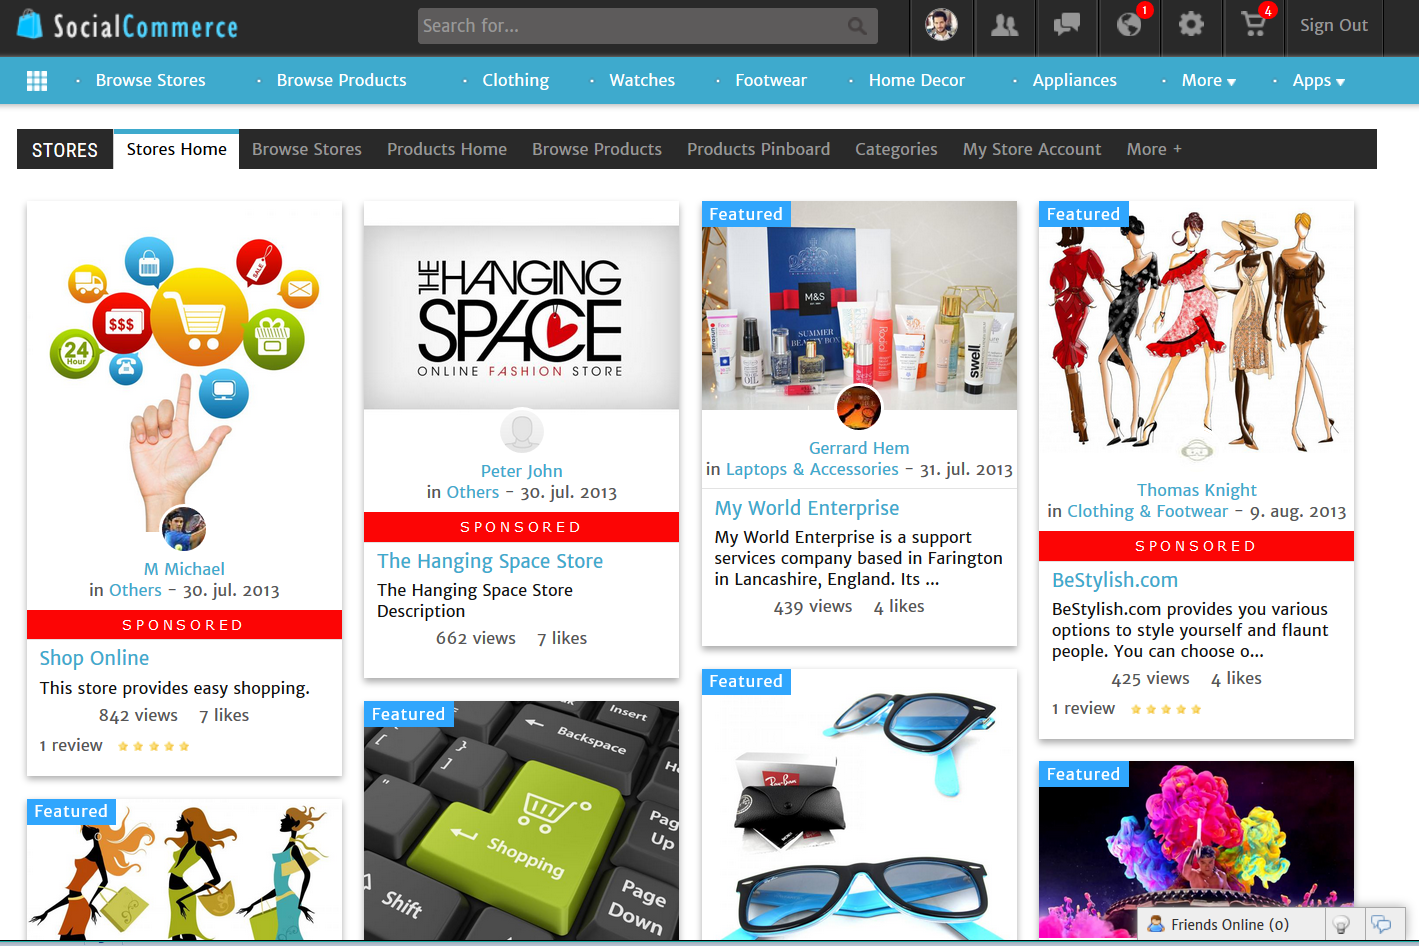 SocialCommerce
Search for...
1
4
Sign Out
Browse Stores
Browse Products
Clothing
Watches
Footwear
Home Decor
Appliances
More
Apps
STORES
Stores Home
Browse Stores
Products Home
Browse Products
Products Pinboard
Categories
My Store Account
More +
SALE
$$$
24
Hour
M Michael
in Others - 30. jul. 2013
SPONSORED
Shop Online
This store provides easy shopping.
842 views 7 likes
1 review
Featured
THE HANGING
SPACE
ONLINE FASHION STORE
Peter John
in Others - 30. jul. 2013
SPONSORED
The Hanging Space Store
The Hanging Space Store
Description
662 views 7 likes
Featured
Insert
Backspace
Shopping
Shift
Page
Up
Page
Down
Featured
M&S
SUMMER
BEAUTY BOX
Rodial
swell
Gerrard Hem
in Laptops & Accessories - 31. jul. 2013
My World Enterprise
My World Enterprise is a support
services company based in Farington
in Lancashire, England. Its ...
439 views 4 likes
Featured
Ray-Ban
Featured
Thomas Knight
in Clothing & Footwear - 9. aug. 2013
SPONSORED
BeStylish.com
BeStylish.com provides you various
options to style yourself and flaunt
people. You can choose o...
425 views 4 likes
1 review
Featured
Friends Online (0)